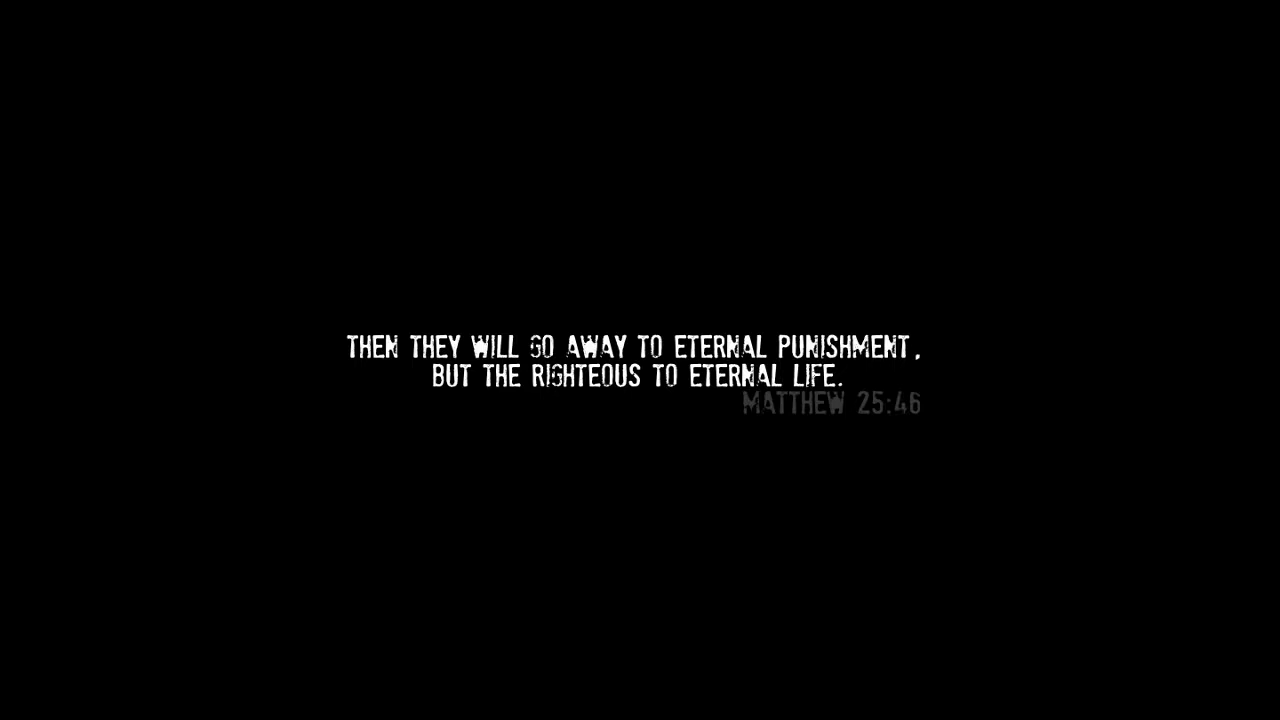 THEN THEY WILL GO AWAY TO ETERNAL PUNISHMENT,
BUT THE RIGHTEOUS TO ETERNAL LIFE.
MATTHEW 25:46